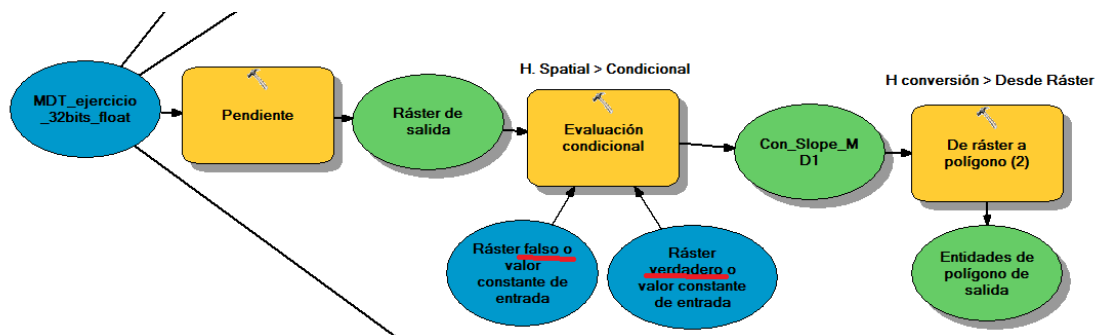 MDT_ejercicio
_32bits_float
Pendiente
Ráster de
salida
H. Spatial > Condicional
Evaluación
condicional
Con_Slope_M
D1
H conversión > Desde Ráster
De ráster a
polígono (2)
Ráster falso o
valor
constante de
entrada
Ráster
verdadero o
valor constante
de entrada
Entidades de
polígono de
salida